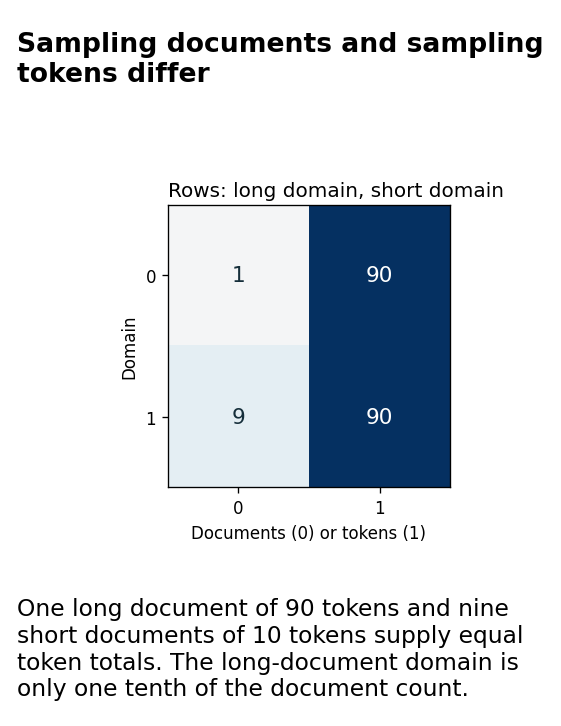 Sampling documents and sampling
tokens differ
Rows: long domain, short domain
0
1
90
Domain
1
9
90
0
1
Documents (0) or tokens (1)
One long document of 90 tokens and nine
short documents of 10 tokens supply equal
token totals. The long-document domain is
only one tenth of the document count.